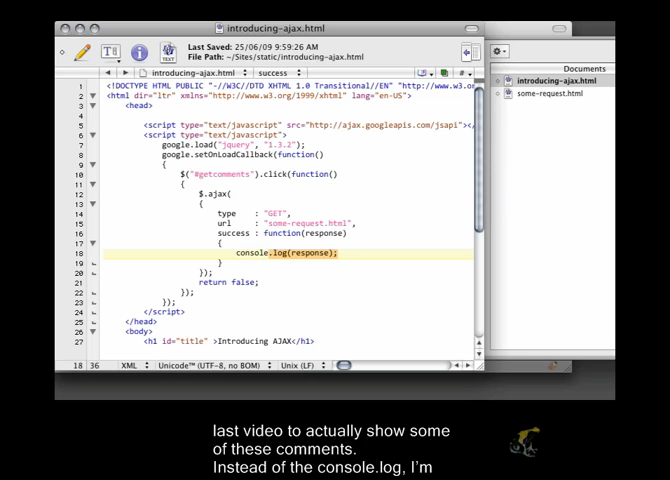 introducing-ajax.html
Last Saved: 25/06/09 9:59:26 AM
File Path: ~/Sites/static/introducing-ajax.html
introducing-ajax.html success
Documents
introducing-ajax.html
some-request.html
1 <!DOCTYPE HTML PUBLIC "-//W3C//DTD XHTML 1.0 Transitional//EN" "http://www.w3.o
2 <html dir="ltr" xmlns="http://www.w3.org/1999/xhtml" lang="en-US">
3 <head>
4
5 <script type="text/javascript" src="http://ajax.googleapis.com/jsapi"></
6 <script type="text/javascript">
7 google.load("jquery", "1.3.2");
8 google.setOnLoadCallback(function()
9 {
10 $("#getcomments").click(function()
11 {
12 $.ajax(
13 {
14 type : "GET",
15 url : "some-request.html",
16 success : function(response)
17 {
18 console.log(response);
19 }
20 });
21 return false;
22 });
23 });
24 </script>
25 </head>
26 <body>
27 <h1 id="title" >Introducing AJAX</h1>
18 36 XML Unicode™ (UTF-8, no BOM) Unix (LF)
last video to actually show some
of these comments.
Instead of the console.log, I'm